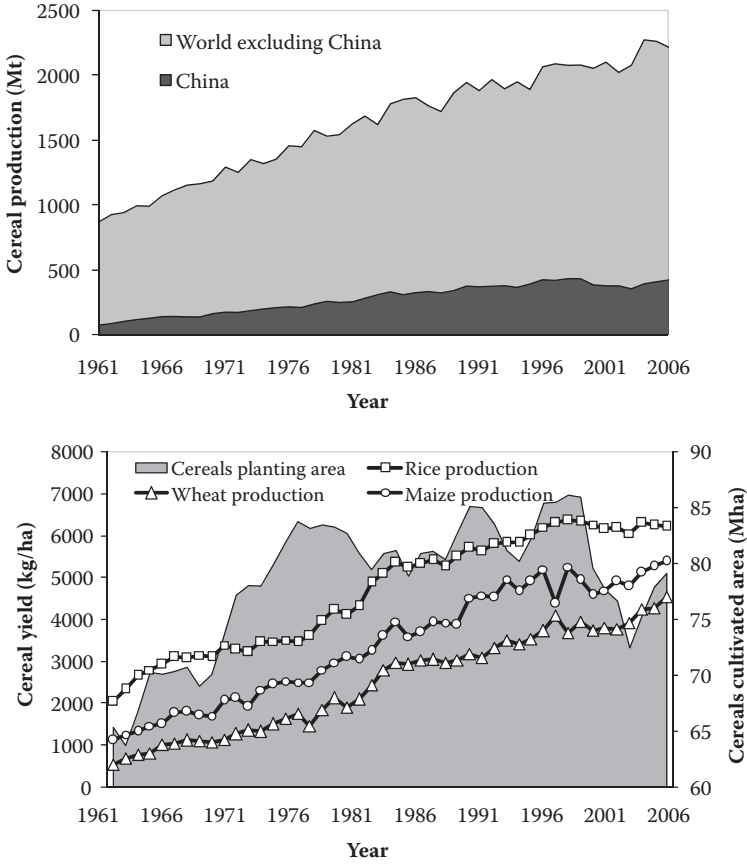 2500
2000
1500
1000
500
0
Cereal production (Mt)
World excluding China
China
1961 1966 1971 1976 1981 1986 1991 1996 2001 2006
Year
8000
7000
6000
5000
4000
3000
2000
1000
0
Cereal yield (kg/ha)
Cereals planting area Rice production
Wheat production Maize production
90
85
80
75
70
65
60
Cereals cultivated area (Mha)
1961 1966 1971 1976 1981 1986 1991 1996 2001 2006
Year